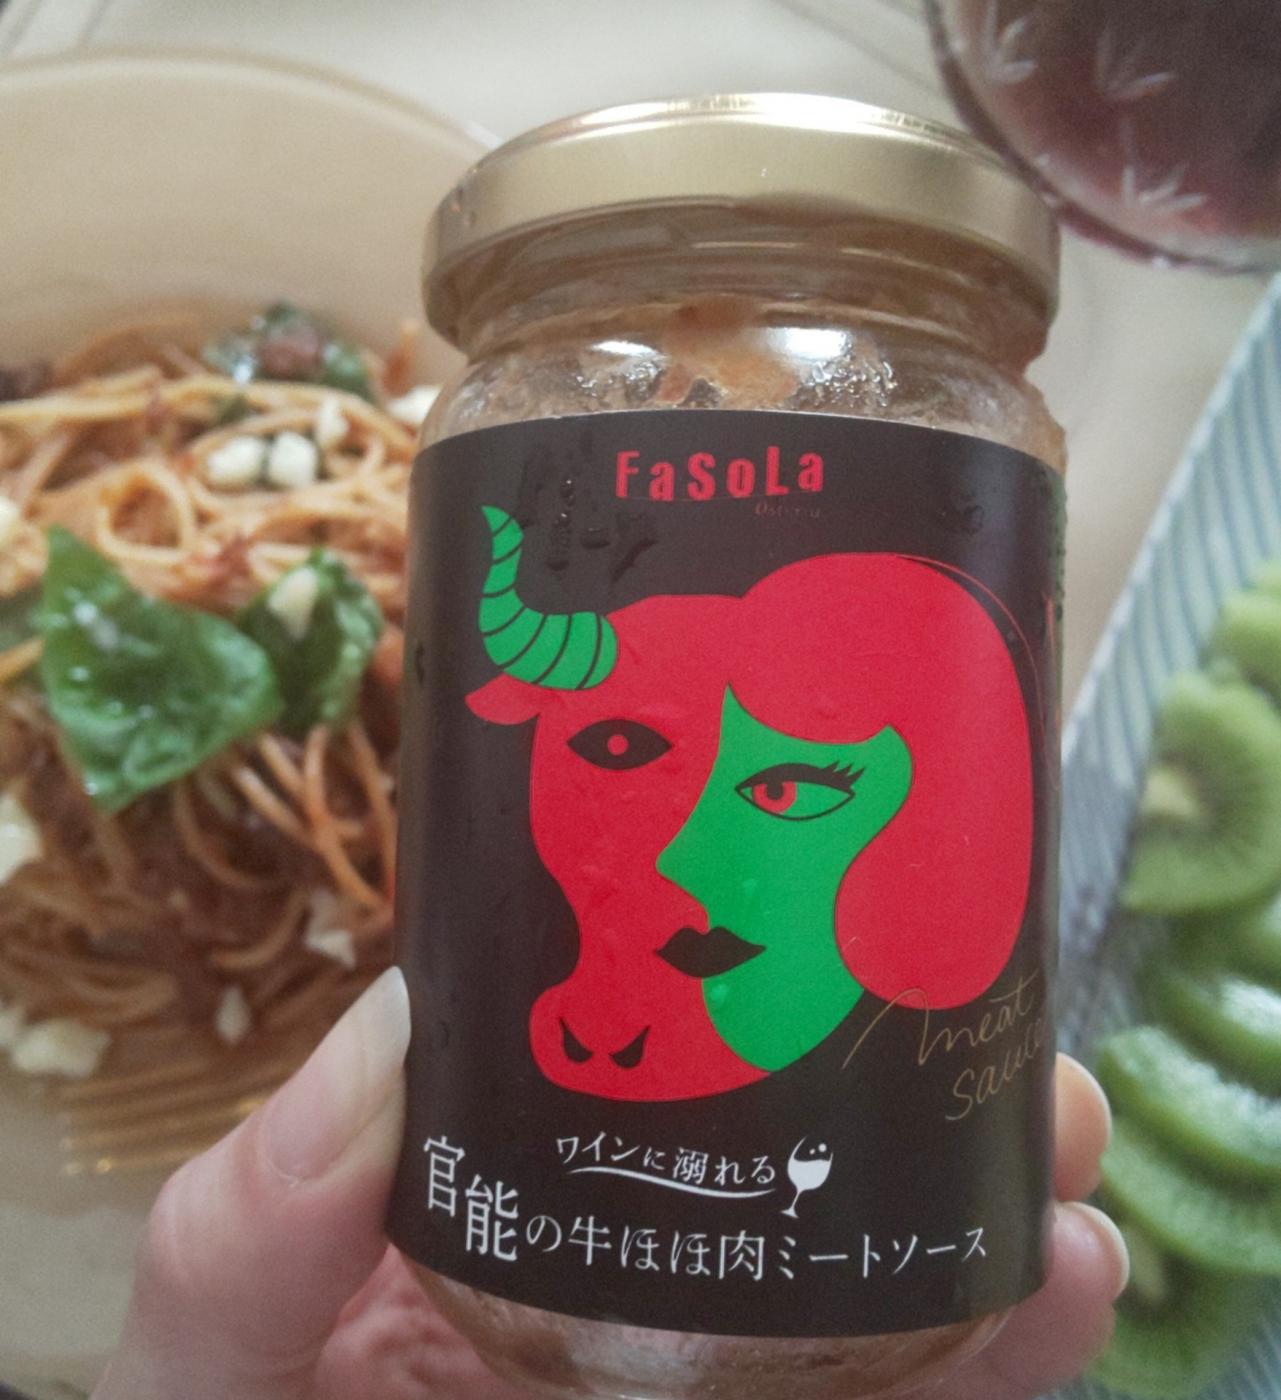 FaSoLa
Osteria
meat
sauce
ワインに溺れる
官能の牛ほほ肉ミートソース